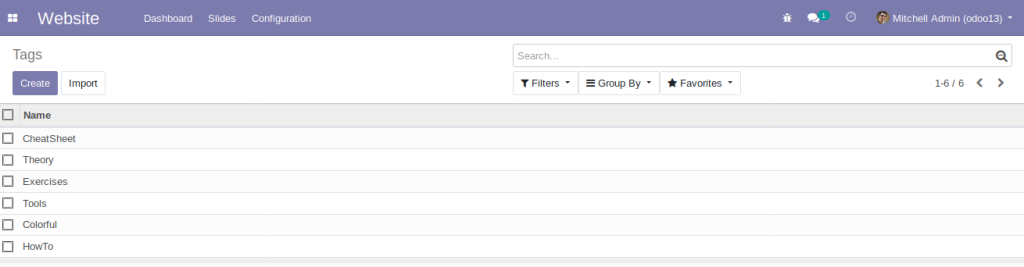 Website Dashboard Slides Configuration 1 Mitchell Admin (odoo13)
Tags Search...
Create Import Filters Group By Favorites 1-6 / 6
Name
CheatSheet
Theory
Exercises
Tools
Colorful
HowTo